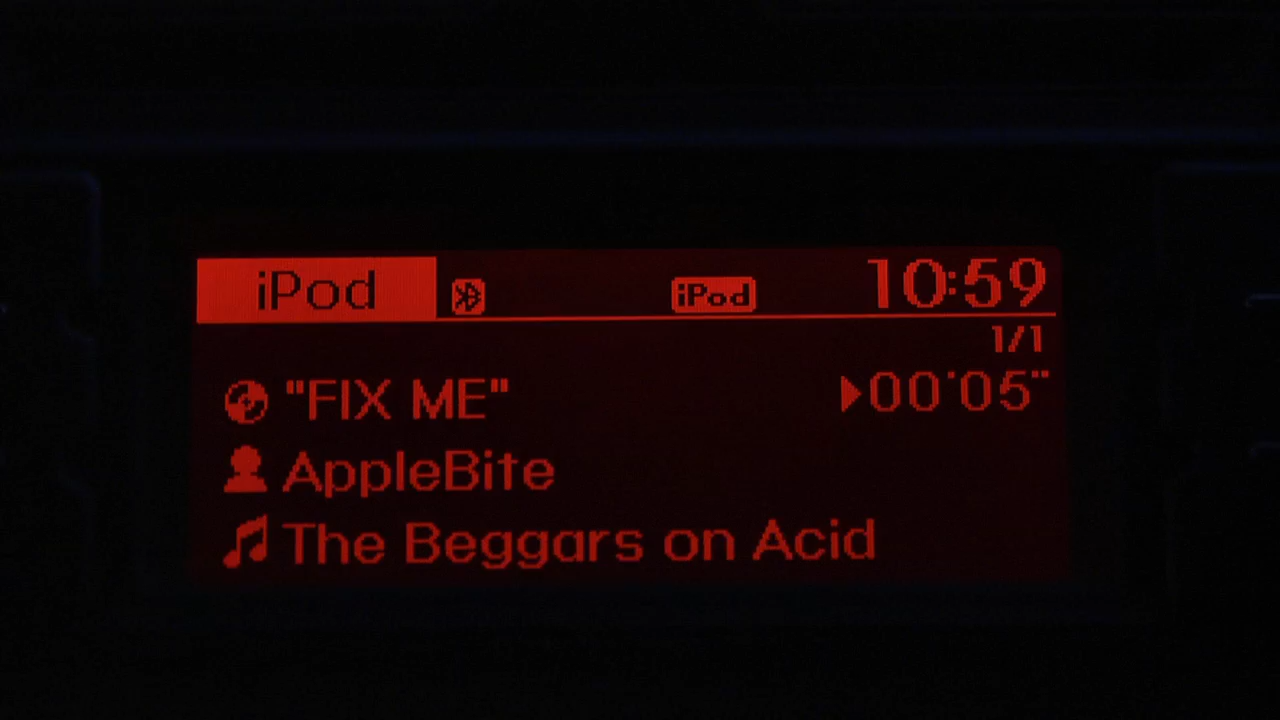 iPod iPod 10:59
1/1
"FIX ME" 00'05"
AppleBite
The Beggars on Acid